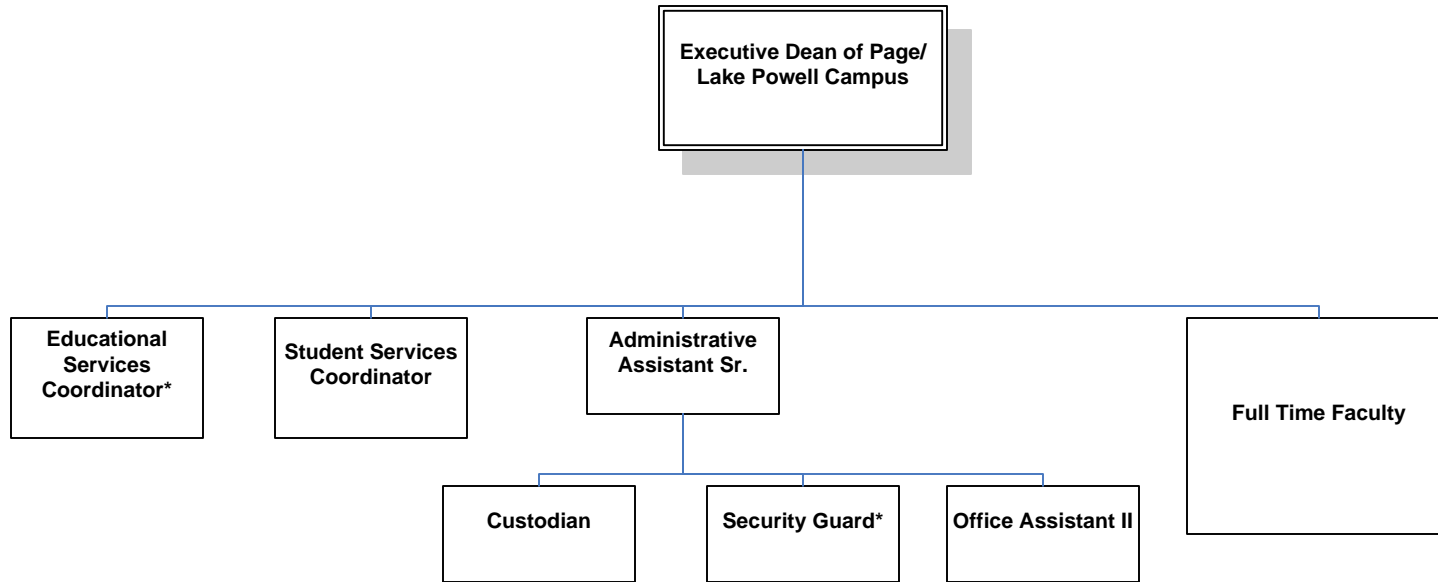 Executive Dean of Page/
Lake Powell Campus
Educational
Services
Coordinator*
Student Services
Coordinator
Administrative
Assistant Sr.
Full Time Faculty
Custodian
Security Guard*
Office Assistant II